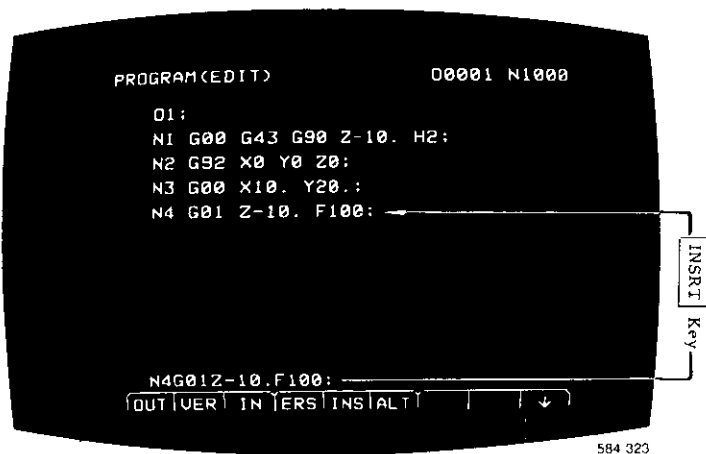 PROGRAM(EDIT) O0001 N1000
O1;
N1 G00 G43 G90 Z-10. H2;
N2 G92 X0 Y0 Z0;
N3 G00 X10. Y20.;
N4 G01 Z-10. F100;
INSRT Key
N4G01Z-10.F100;
OUT VER IN ERS INS ALT ↓
584 323